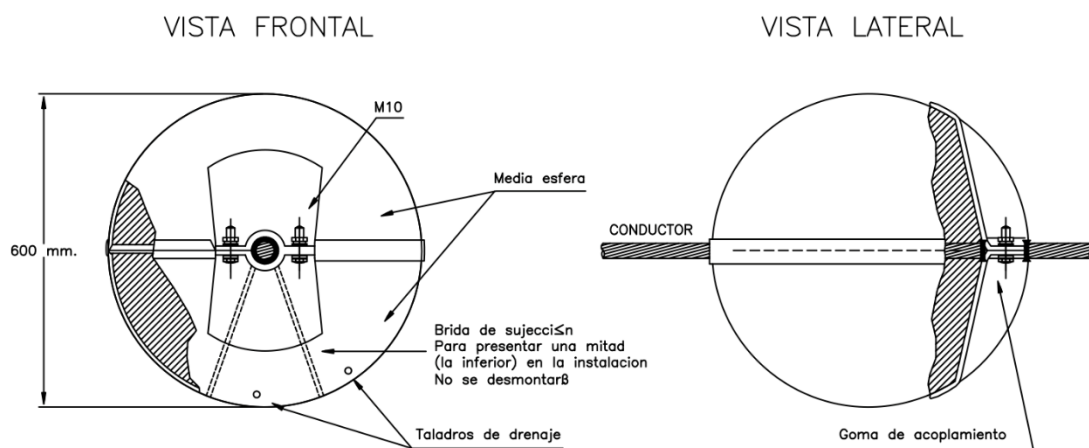 VISTA FRONTAL
VISTA LATERAL
M10
Media esfera
600 mm.
CONDUCTOR
Brida de sujecci≤n
Para presentar una mitad
(la inferior) en la instalacion
No se desmontarß
Taladros de drenaje
Goma de acoplamiento